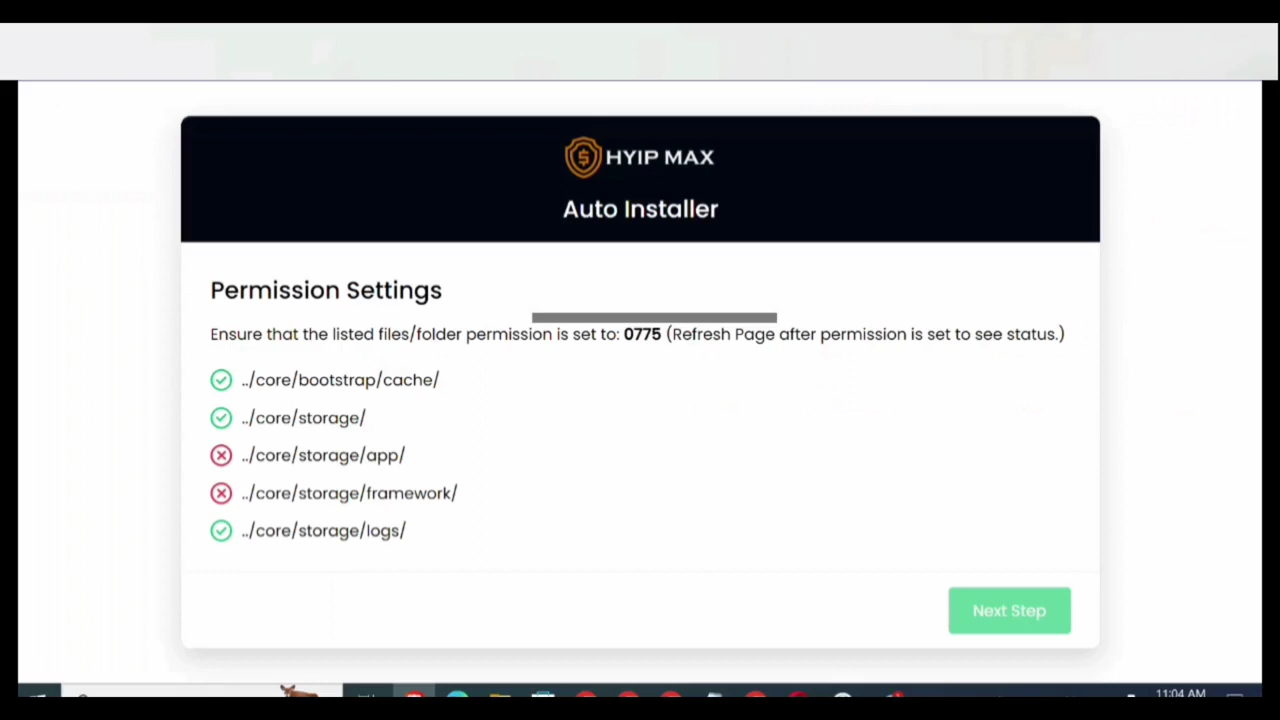 HYIP MAX
Auto Installer
Permission Settings
Ensure that the listed files/folder permission is set to: 0775 (Refresh Page after permission is set to see status.)
../core/bootstrap/cache/
../core/storage/
../core/storage/app/
../core/storage/framework/
../core/storage/logs/
Next Step
11:04 AM